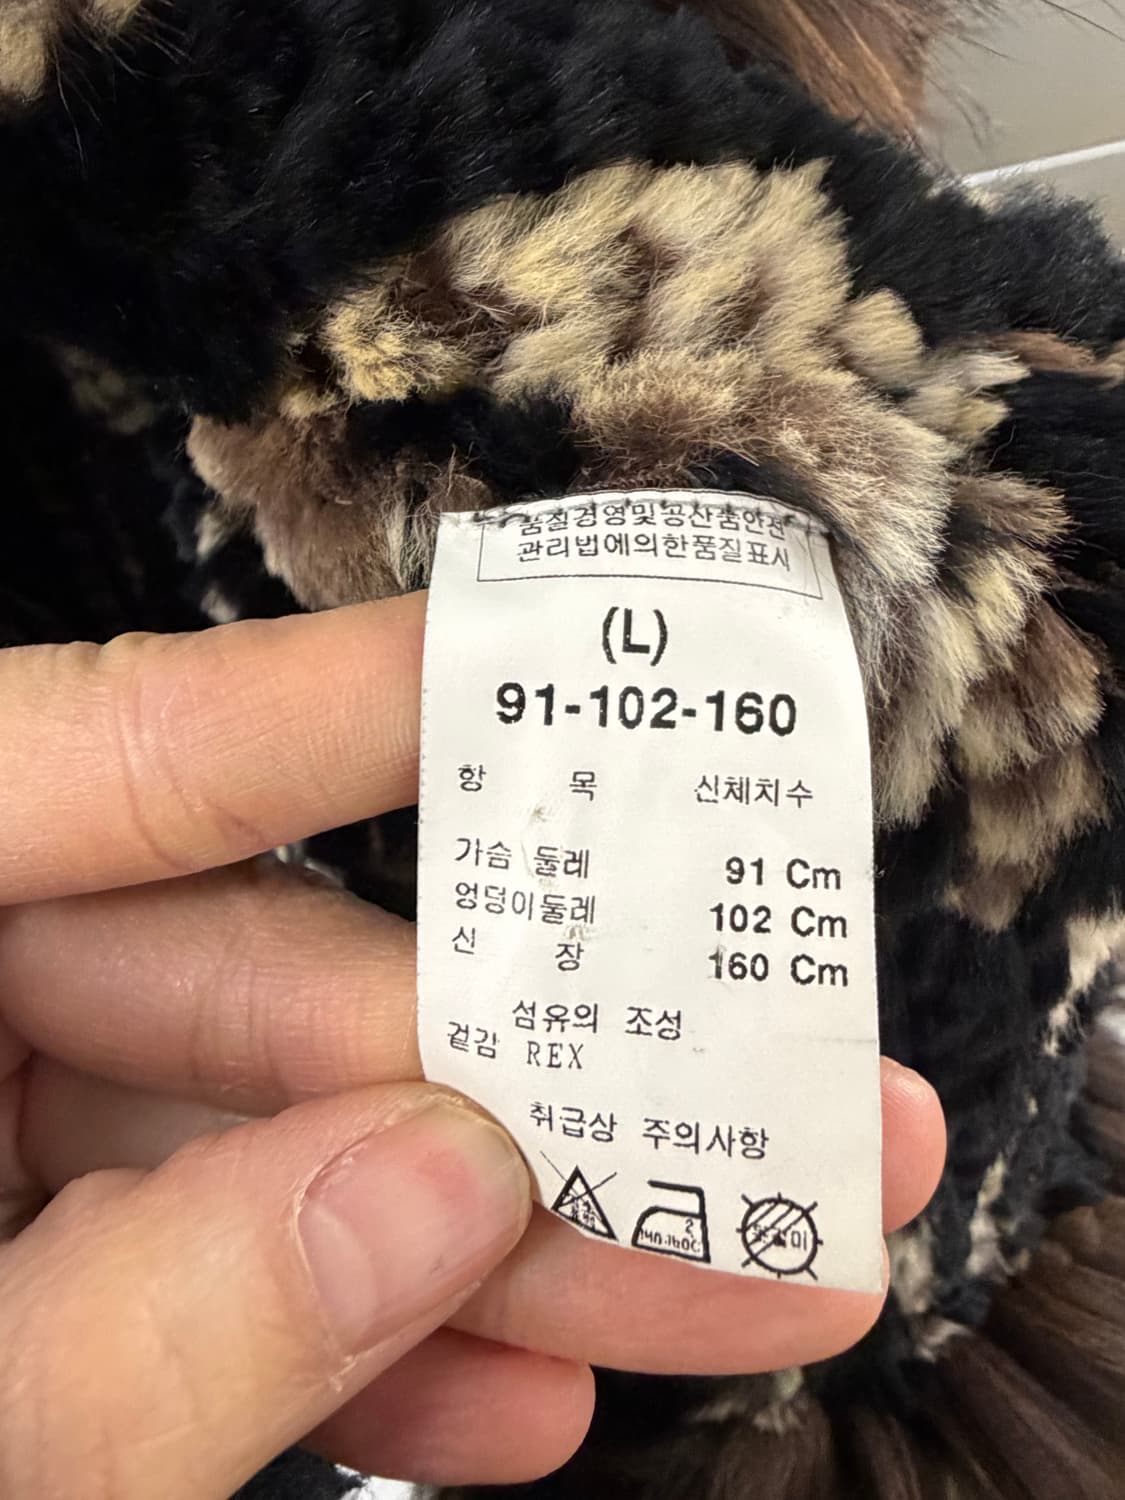 품질경영및공산품안전
관리법에의한품질표시
(L)
91-102-160
항 목 신체치수
가슴 둘레 91 Cm
엉덩이둘레 102 Cm
신 장 160 Cm
섬유의 조성
겉감 REX
취급상 주의사항
2